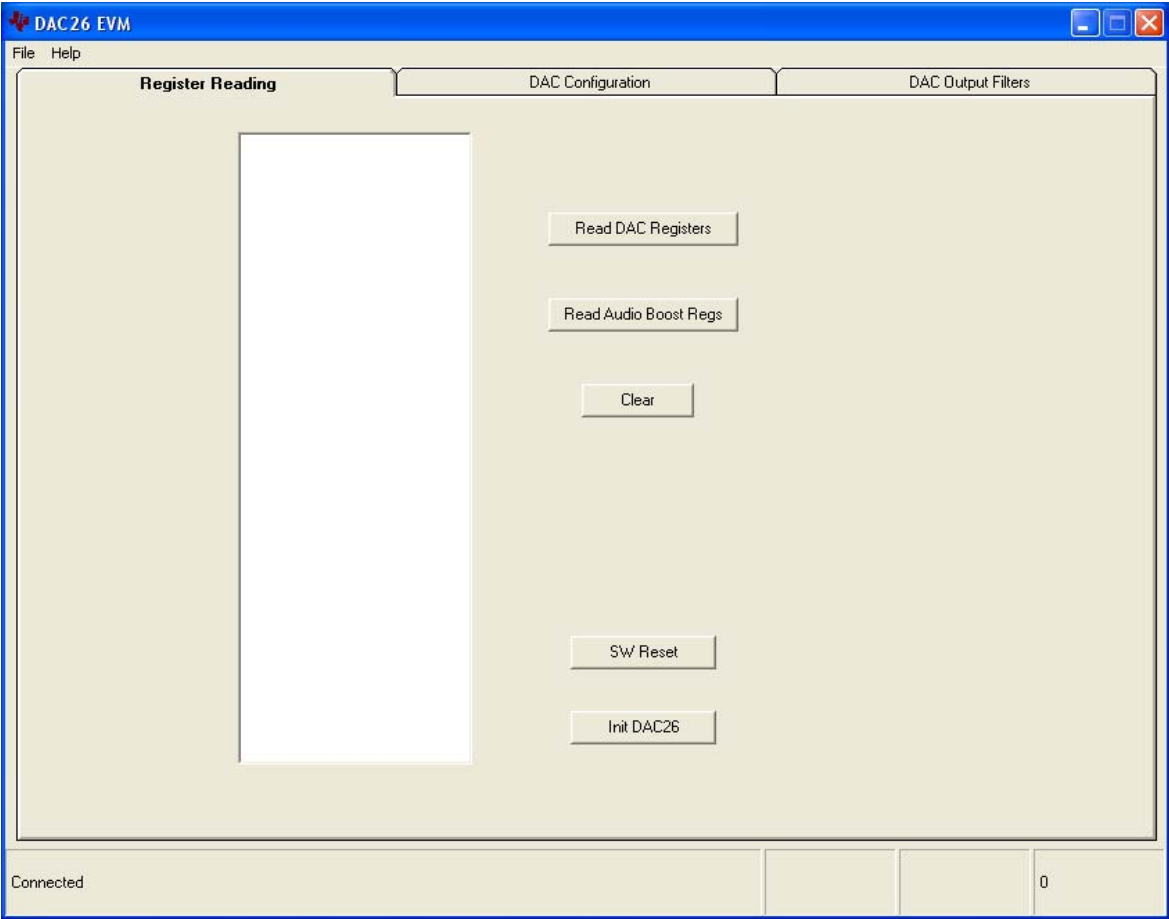 DAC26 EVM
File Help
Register Reading
DAC Configuration
DAC Output Filters
Read DAC Registers
Read Audio Boost Regs
Clear
SW Reset
Init DAC26
Connected
0